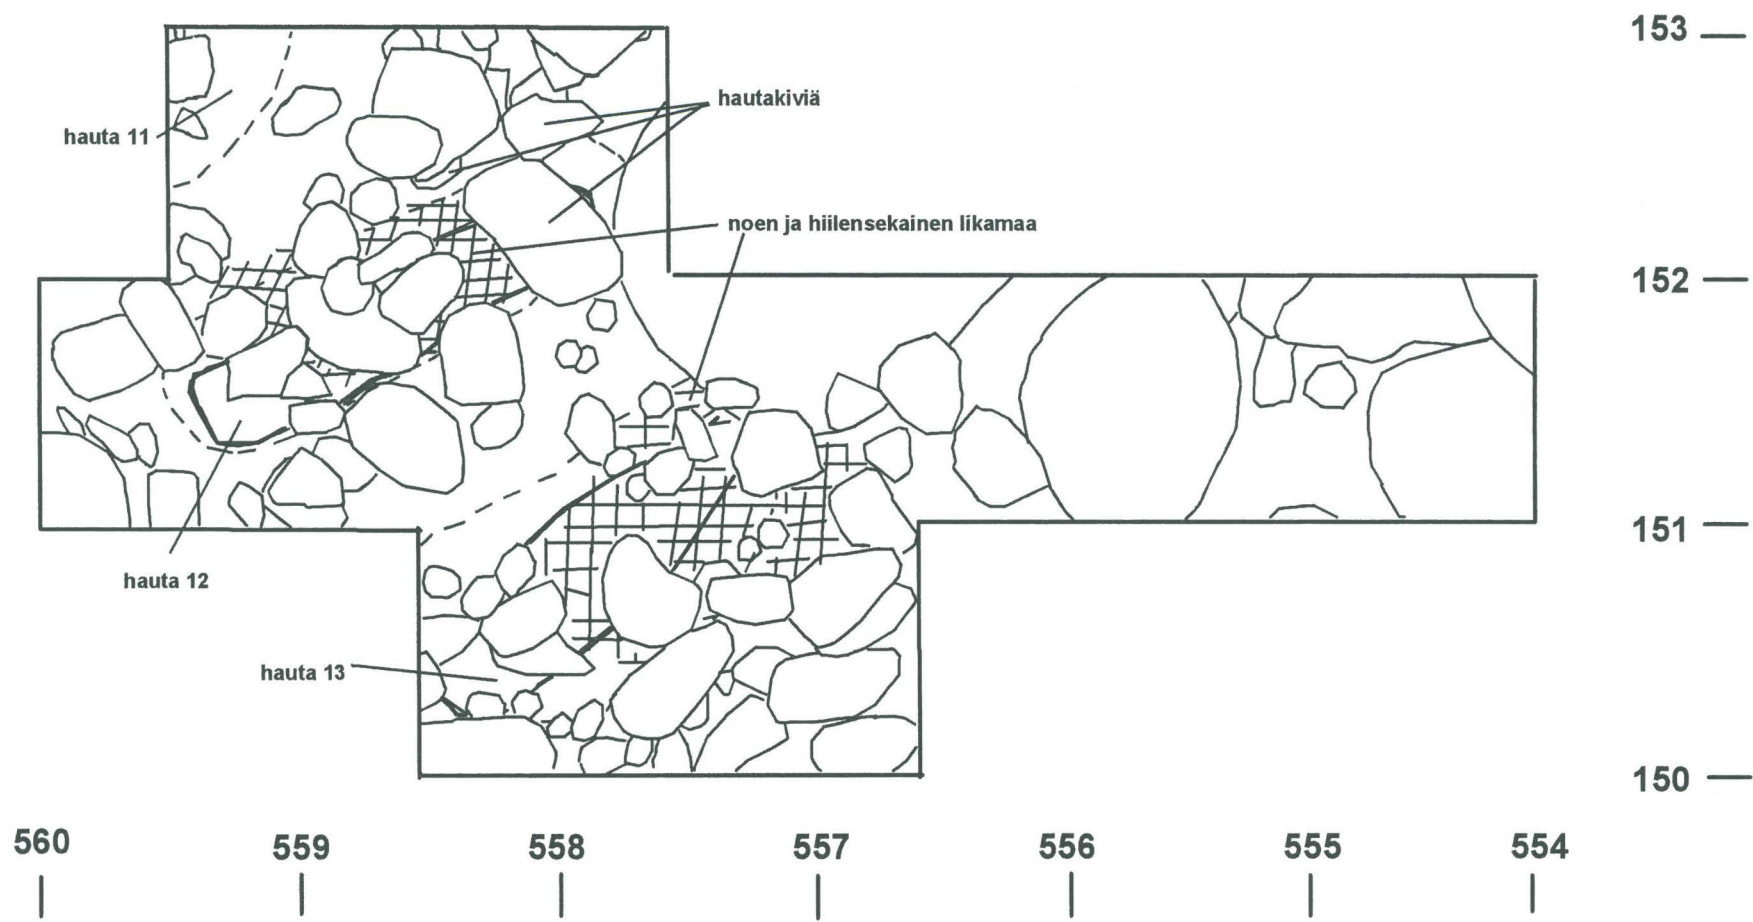 153
hautakiviä
hauta 11
noen ja hiilensekainen likamaa
152
151
hauta 12
hauta 13
150
560 559 558 557 556 555 554